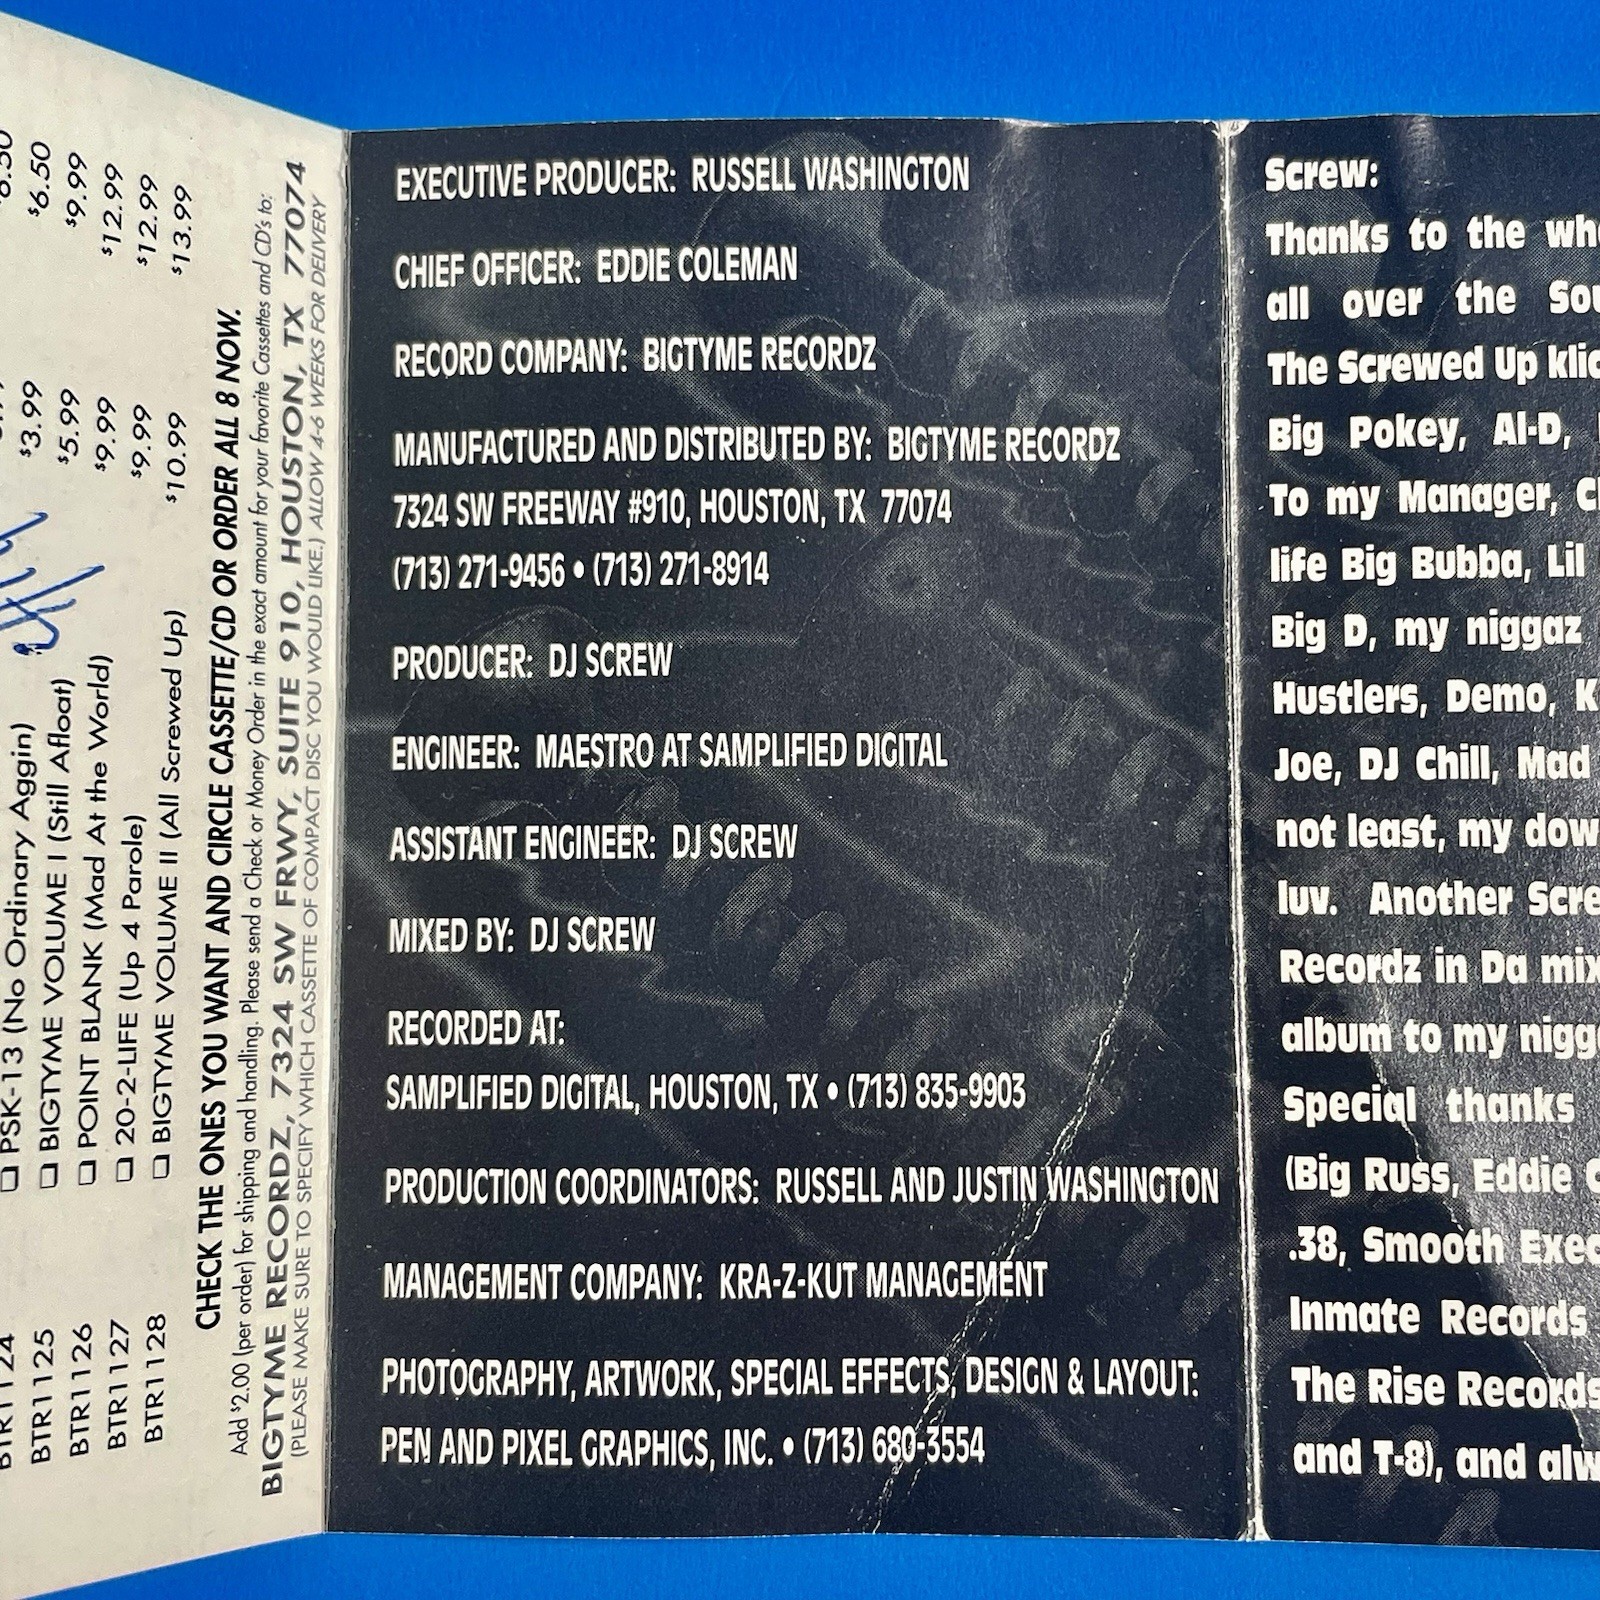 6.50
$6.50
$9.99
$12.99
$12.99
$13.99
$3.99
$5.99
$9.99
$9.99
$10.99
❑ PSK-13 (No Ordinary Aggin)
❑ BIGTYME VOLUME I (Still Afloat)
❑ POINT BLANK (Mad At the World)
❑ 20-2-LIFE (Up 4 Parole)
❑ BIGTYME VOLUME II (All Screwed Up)
BTR1124
BTR1125
BTR1126
BTR1127
BTR1128
CHECK THE ONES YOU WANT AND CIRCLE CASSETTE/CD OR ORDER ALL 8 NOW.
Add $2.00 (per order) for shipping and handling. Please send a Check or Money Order in the exact amount for your favorite Cassettes and CD's to:
BIGTYME RECORDZ, 7324 SW FRWY, SUITE 910, HOUSTON, TX 77074
(PLEASE MAKE SURE TO SPECIFY WHICH CASSETTE OF COMPACT DISC YOU WOULD LIKE.) ALLOW 4-6 WEEKS FOR DELIVERY
EXECUTIVE PRODUCER: RUSSELL WASHINGTON
CHIEF OFFICER: EDDIE COLEMAN
RECORD COMPANY: BIGTYME RECORDZ
MANUFACTURED AND DISTRIBUTED BY: BIGTYME RECORDZ
7324 SW FREEWAY #910, HOUSTON, TX 77074
(713) 271-9456 • (713) 271-8914
PRODUCER: DJ SCREW
ENGINEER: MAESTRO AT SAMPLIFIED DIGITAL
ASSISTANT ENGINEER: DJ SCREW
MIXED BY: DJ SCREW
RECORDED AT:
SAMPLIFIED DIGITAL, HOUSTON, TX • (713) 835-9903
PRODUCTION COORDINATORS: RUSSELL AND JUSTIN WASHINGTON
MANAGEMENT COMPANY: KRA-Z-KUT MANAGEMENT
PHOTOGRAPHY, ARTWORK, SPECIAL EFFECTS, DESIGN & LAYOUT:
PEN AND PIXEL GRAPHICS, INC. • (713) 680-3554
Screw:
Thanks to the
all over the
The Screwed Up
Big Pokey, Al-D,
To my Manager,
life Big Bubba, Lil
Big D, my niggaz
Hustlers, Demo,
Joe, DJ Chill, Mad
not least, my
luv. Another
Recordz in Da
album to my
Special thanks
(Big Russ, Eddie
.38, Smooth
Inmate Records
The Rise Records
and T-8), and